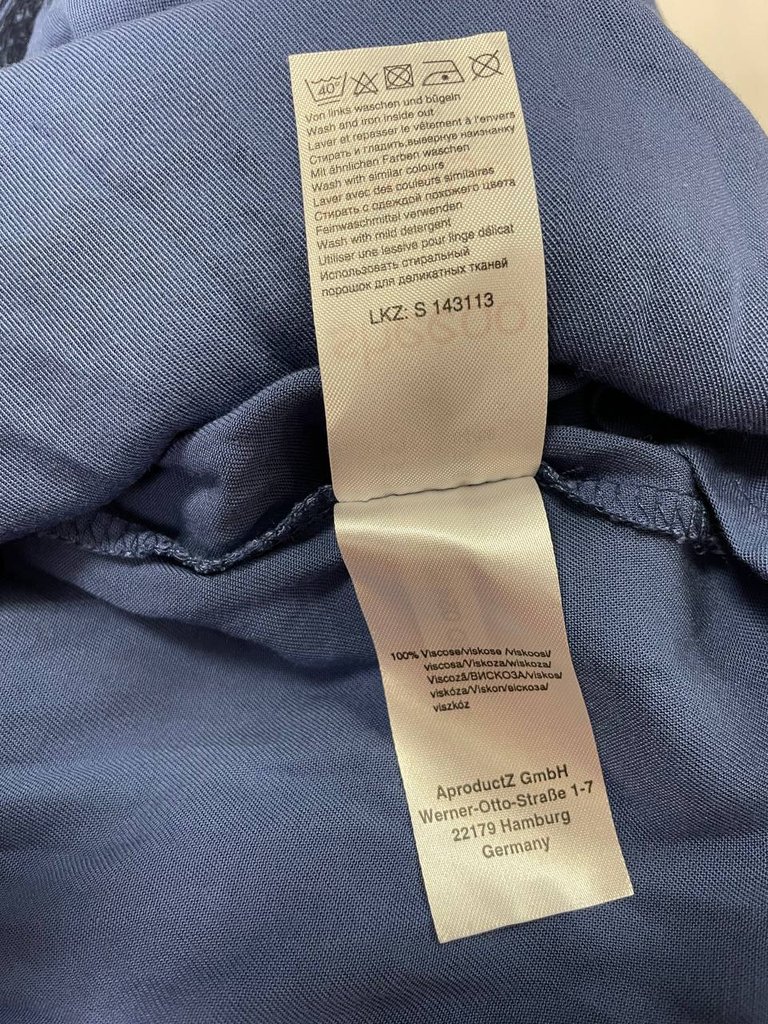 40°
Von links waschen und bügeln
Wash and iron inside out
Laver et repasser le vêtement à l'envers
Стирать и гладить,вывернув наизнанку
Mit ähnlichen Farben waschen
Wash with similar colours
Laver avec des couleurs similaires
Стирать с одеждой похожего цвета
Feinwaschmittel verwenden
Wash with mild detergent
Utiliser une lessive pour linge délicat
Использовать стиральный
порошок для деликатных тканей
LKZ: S 143113
100% Viscose/viskose /viskoosi/
viscosa/Viskoza/wiskoza/
Viscoză/ВИСКОЗА/viskos/
viskóza/Viskon/вискоза/
viszkóz
AproductZ GmbH
Werner-Otto-Straße 1-7
22179 Hamburg
Germany